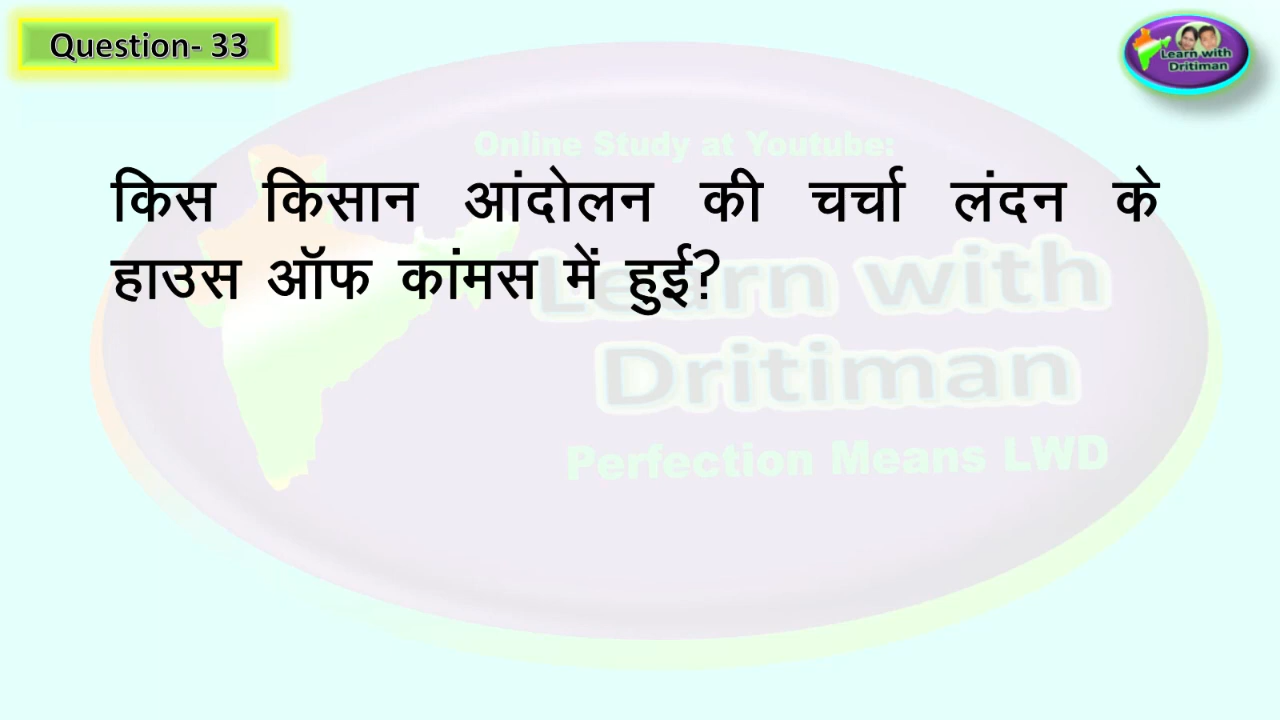 Question- 33
Learn with
Dritiman
Online Study at Youtube:
किस किसान आंदोलन की चर्चा लंदन के
हाउस ऑफ कांमस में हुई?
Learn with
Dritiman
Perfection Means LWD